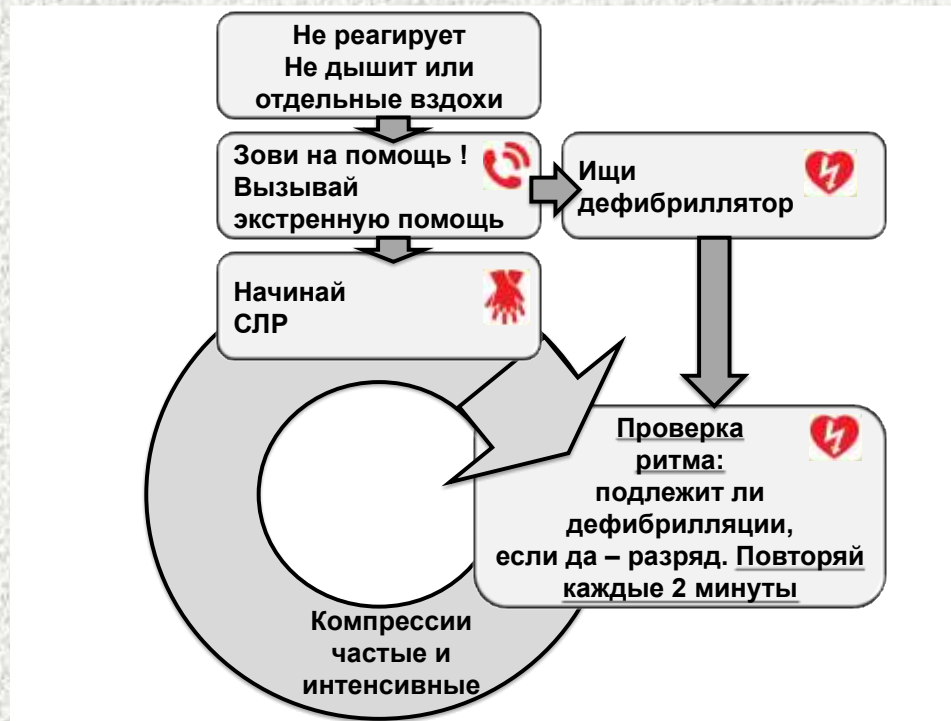 Не реагирует
Не дышит или
отдельные вздохи
Зови на помощь !
Вызывай
экстренную помощь
Ищи
дефибриллятор
Начинай
СЛР
Проверка
ритма:
подлежит ли
дефибрилляции,
если да – разряд. Повторяй
каждые 2 минуты
Компрессии
частые и
интенсивные